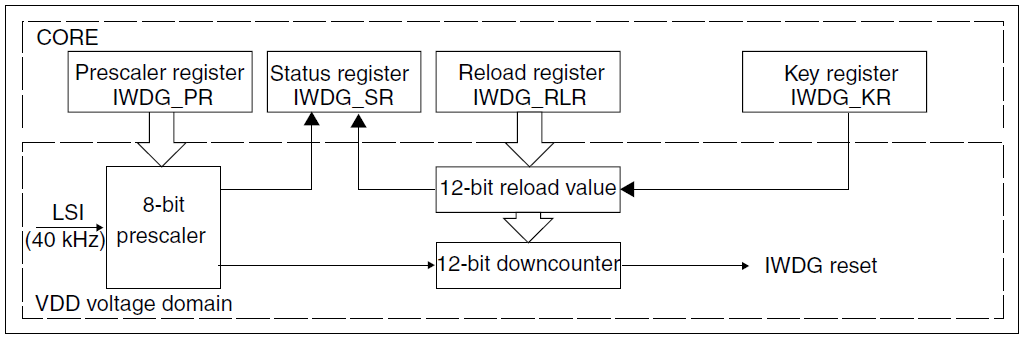 CORE
Prescaler register
IWDG_PR
Status register
IWDG_SR
Reload register
IWDG_RLR
Key register
IWDG_KR
LSI
(40 kHz)
8-bit
prescaler
12-bit reload value
12-bit downcounter
IWDG reset
VDD voltage domain